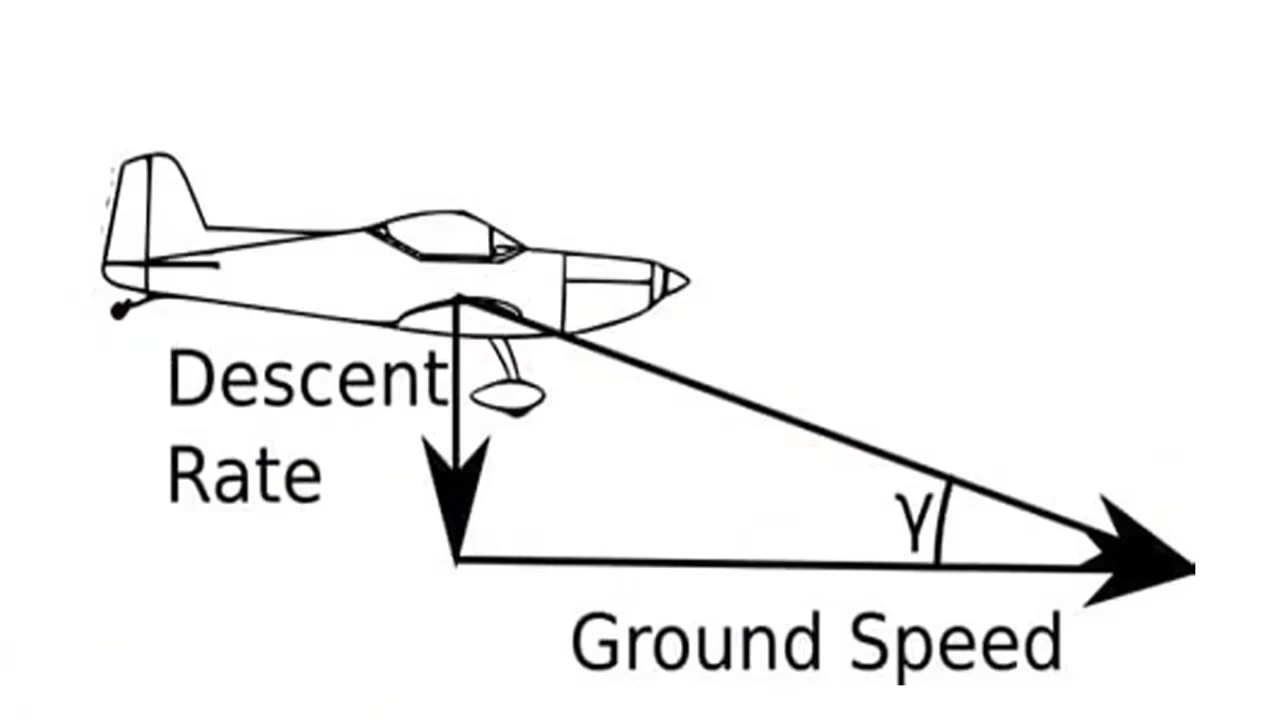 Descent
Rate
γ
Ground Speed